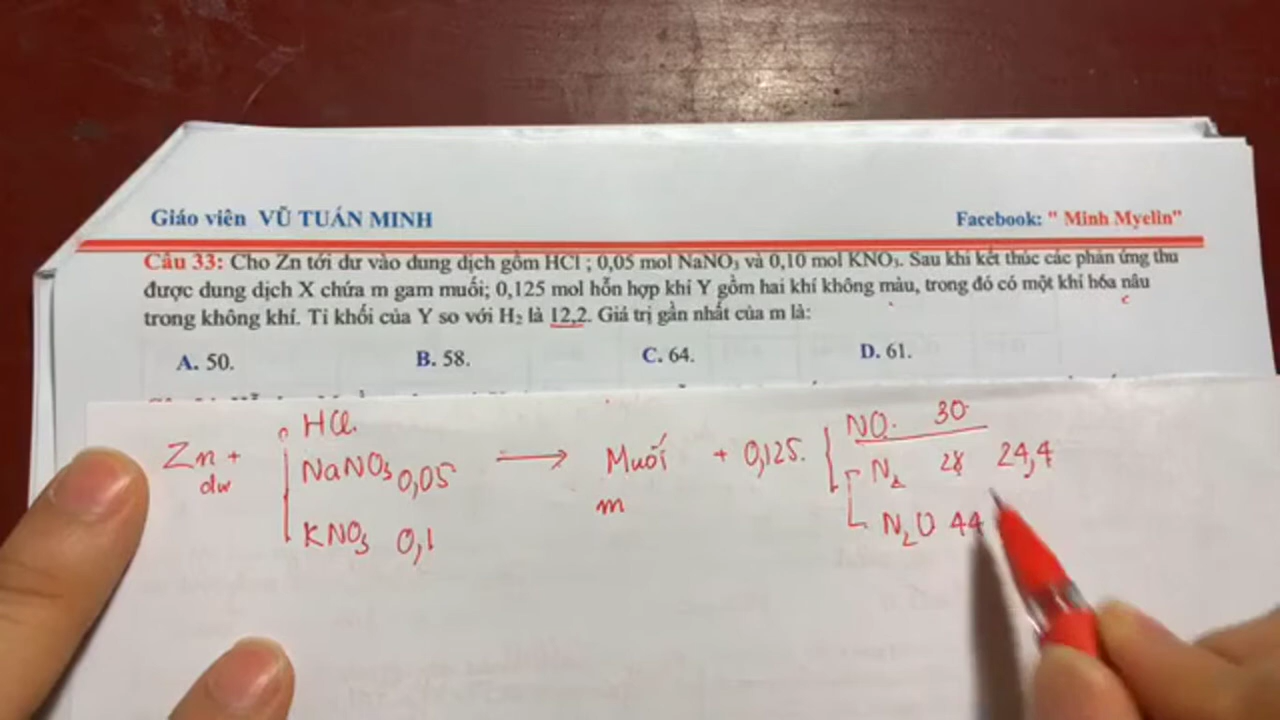 Giáo viên VŨ TUẤN MINH
Facebook: " Minh Myelin"
Câu 33: Cho Zn tới dư vào dung dịch gồm HCl ; 0,05 mol NaNO₃ và 0,10 mol KNO₃. Sau khi kết thúc các phản ứng thu
được dung dịch X chứa m gam muối; 0,125 mol hỗn hợp khí Y gồm hai khí không màu, trong đó có một khí hóa nâu
trong không khí. Tỉ khối của Y so với H₂ là 12,2. Giá trị gần nhất của m là:
A. 50. B. 58. C. 64. D. 61.
HCl
Zn + NaNO₃ 0,05 → Muối + 0,125. NO. 30
dư
KNO₃ 0,1
m
N₂ 28 24,4
N₂O 44